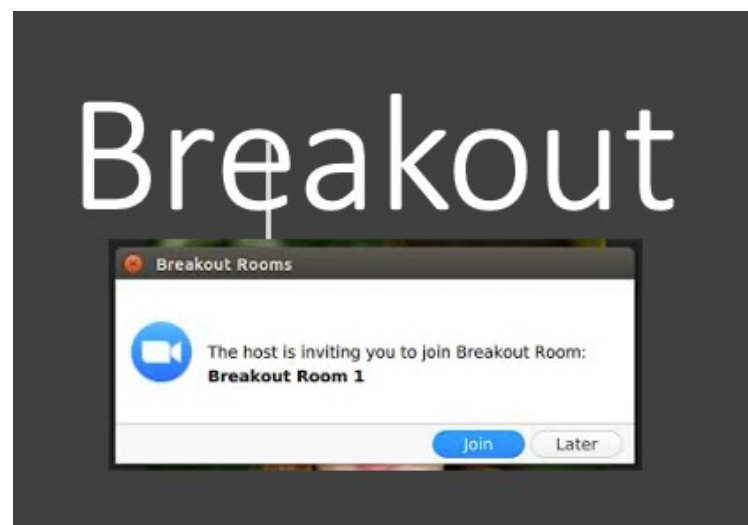 Breakout
Breakout Rooms
The host is inviting you to join Breakout Room:
Breakout Room 1
Join Later